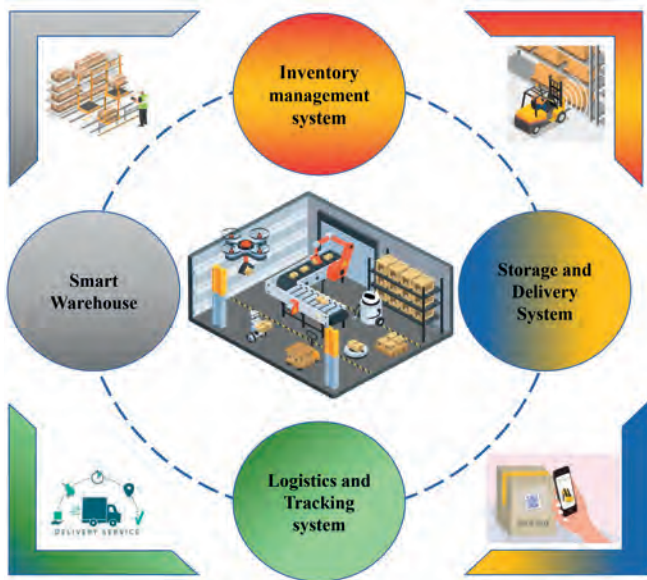 Inventory
management
system
Smart
Warehouse
Storage and
Delivery
System
Logistics and
Tracking
system
DELIVERY SERVICE